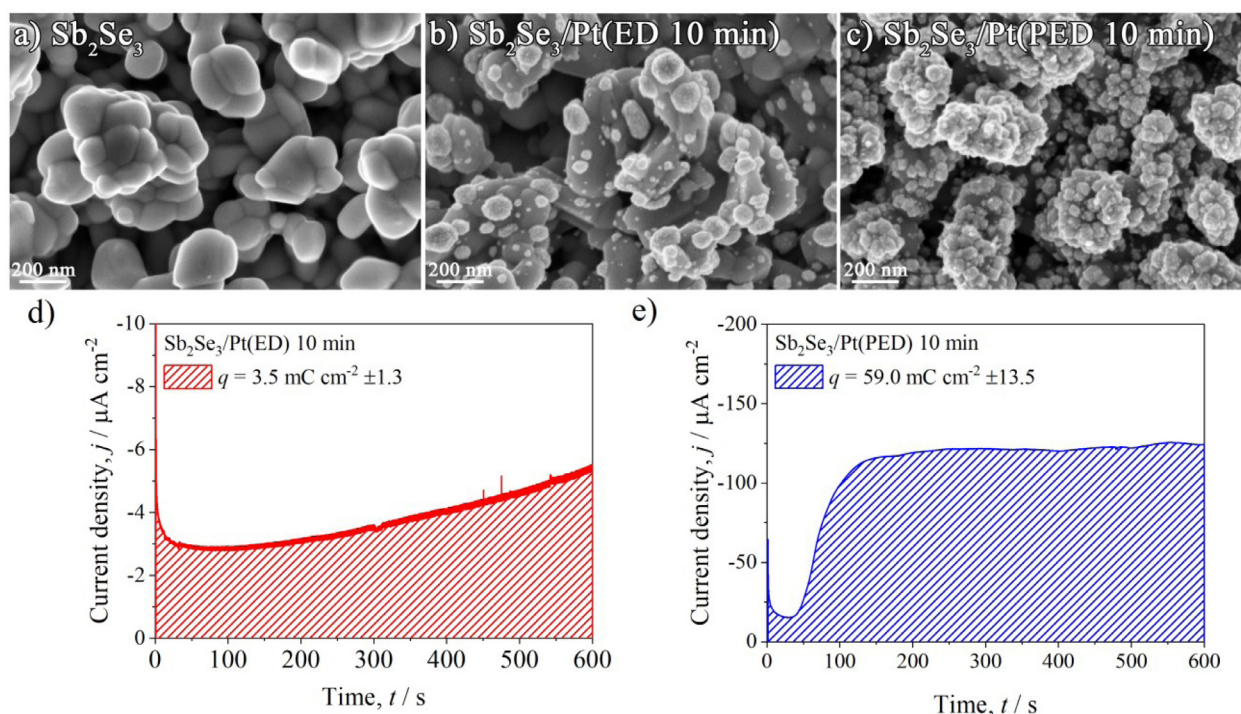 a) Sb₂Se₃
b) Sb₂Se₃/Pt(ED 10 min)
c) Sb₂Se₃/Pt(PED 10 min)
200 nm
200 nm
200 nm
d)
Sb₂Se₃/Pt(ED) 10 min
q = 3.5 mC cm⁻² ±1.3
Current density, j / μA cm⁻²
-10
-8
-6
-4
-2
0
0 100 200 300 400 500 600
Time, t / s
e)
Sb₂Se₃/Pt(PED) 10 min
q = 59.0 mC cm⁻² ±13.5
Current density, j / μA cm⁻²
-200
-150
-100
-50
0
0 100 200 300 400 500 600
Time, t / s